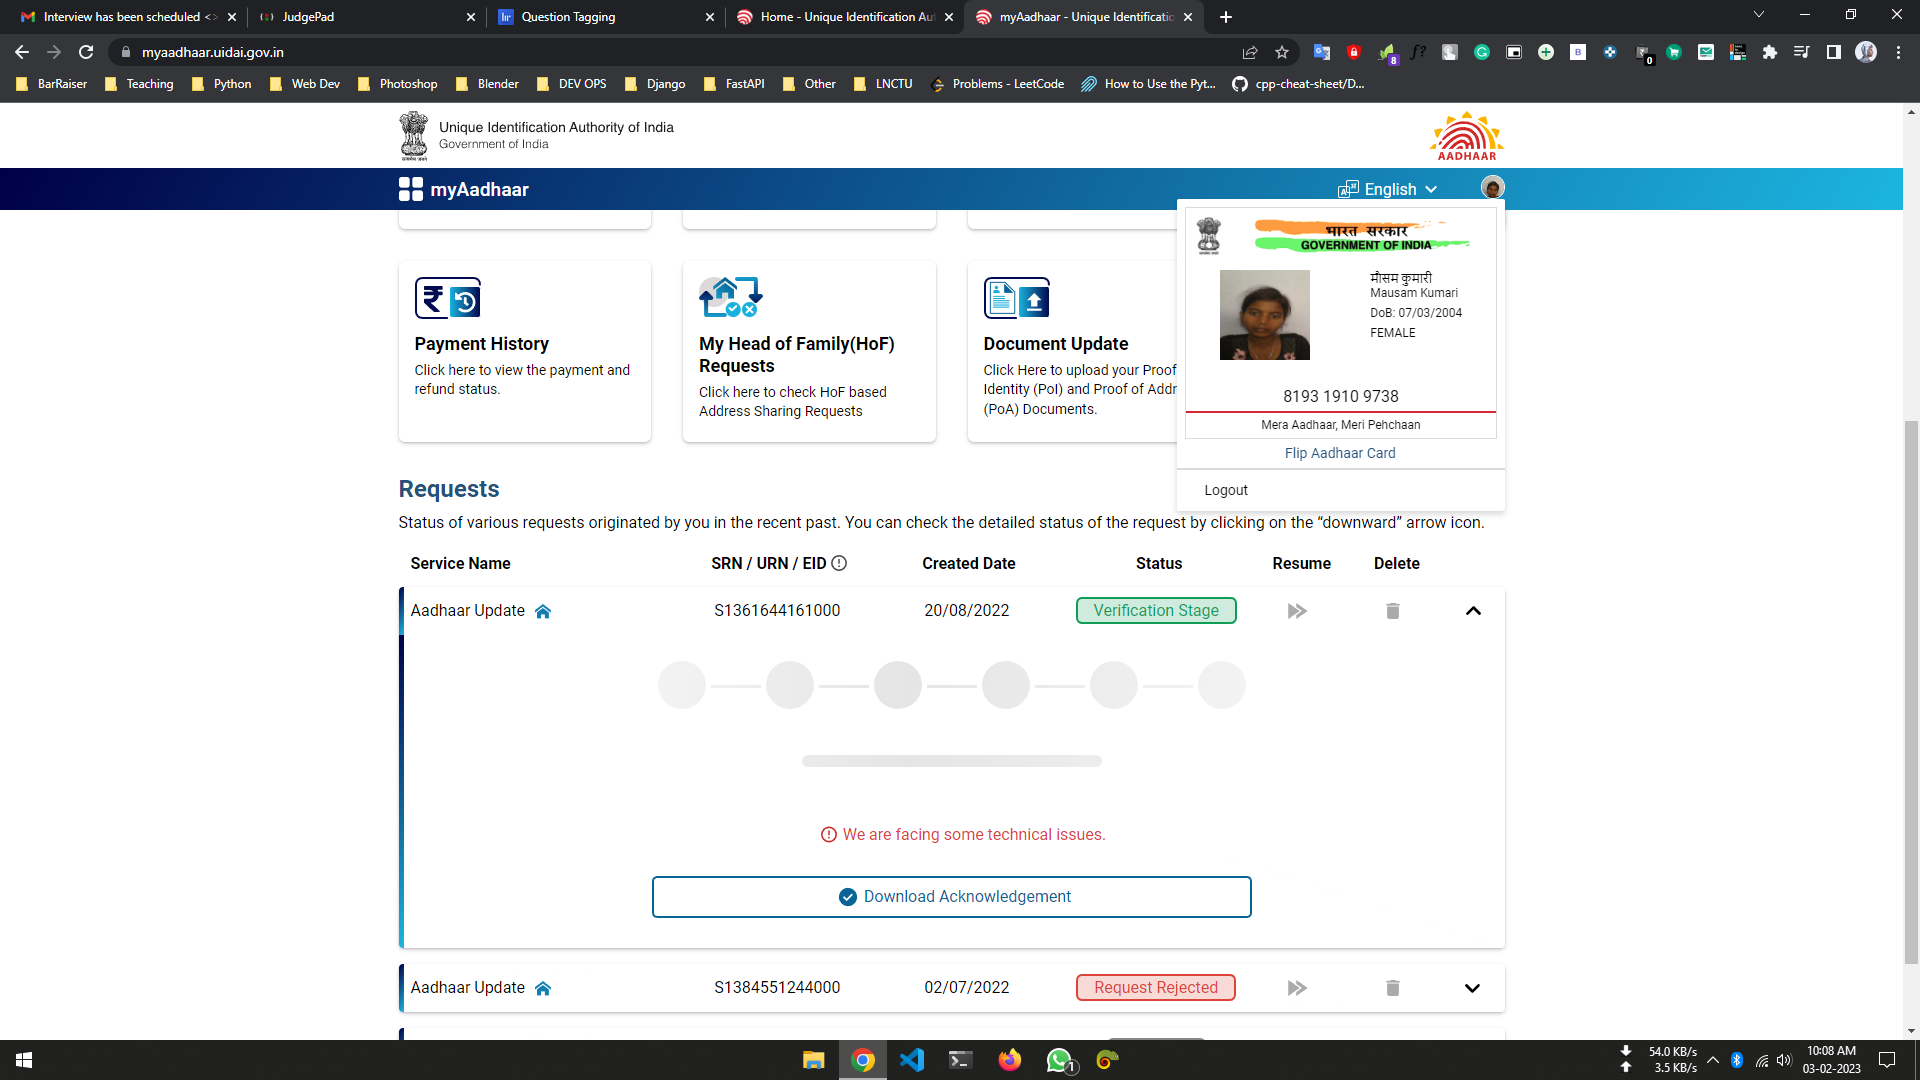 Interview has been scheduled <>
JudgePad
Question Tagging
Home - Unique Identification Au
myAadhaar - Unique Identificatio
myaadhaar.uidai.gov.in
8
0
BarRaiser
Teaching
Python
Web Dev
Photoshop
Blender
DEV OPS
Django
FastAPI
Other
LNCTU
Problems - LeetCode
How to Use the Pyt...
cpp-cheat-sheet/D...
Unique Identification Authority of India
Government of India
AADHAAR
myAadhaar
English
भारत सरकार
GOVERNMENT OF INDIA
मौसम कुमारी
Mausam Kumari
DoB: 07/03/2004
FEMALE
8193 1910 9738
Mera Aadhaar, Meri Pehchaan
Flip Aadhaar Card
Logout
Payment History
Click here to view the payment and
refund status.
My Head of Family(HoF)
Requests
Click here to check HoF based
Address Sharing Requests
Document Update
Click Here to upload your Proof
Identity (PoI) and Proof of Addr
(PoA) Documents.
Requests
Status of various requests originated by you in the recent past. You can check the detailed status of the request by clicking on the “downward” arrow icon.
Service Name SRN / URN / EID Created Date Status Resume Delete
Aadhaar Update S1361644161000 20/08/2022 Verification Stage
We are facing some technical issues.
Download Acknowledgement
Aadhaar Update S1384551244000 02/07/2022 Request Rejected
1
54.0 KB/s
3.5 KB/s
10:08 AM
03-02-2023